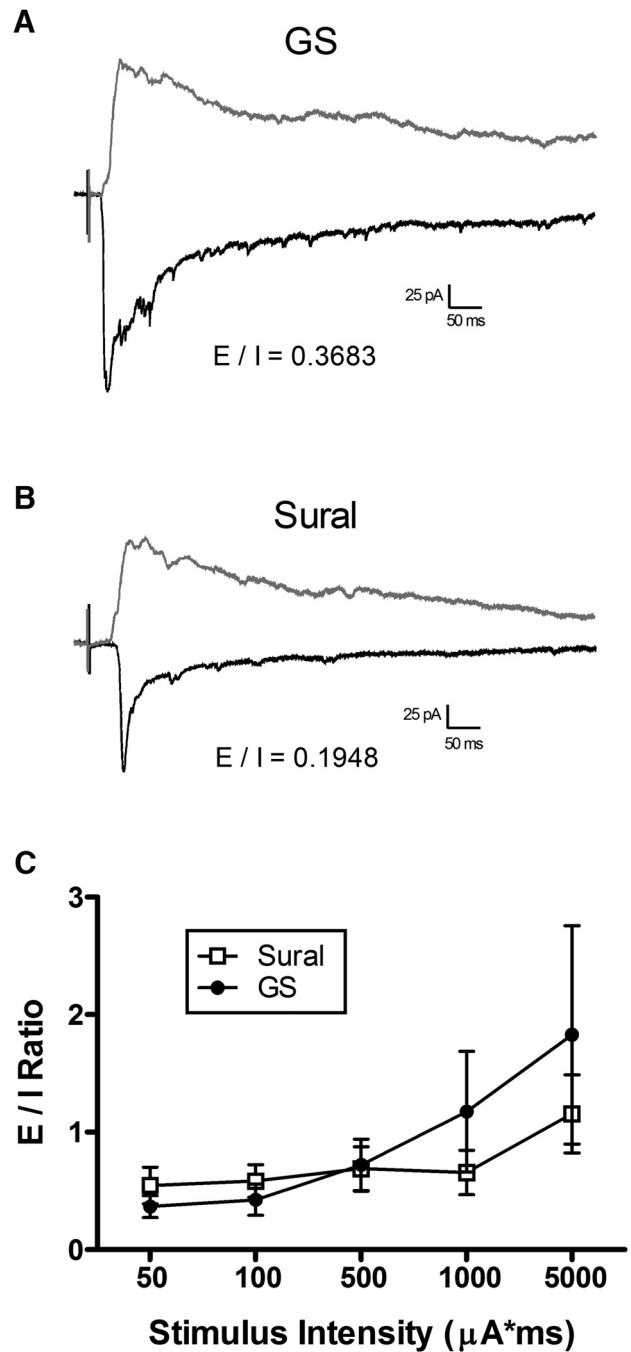 A
GS
25 pA
50 ms
E / I = 0.3683
B
Sural
25 pA
50 ms
E / I = 0.1948
C
3
2
1
0
E / I Ratio
Sural
GS
50 100 500 1000 5000
Stimulus Intensity (μA*ms)